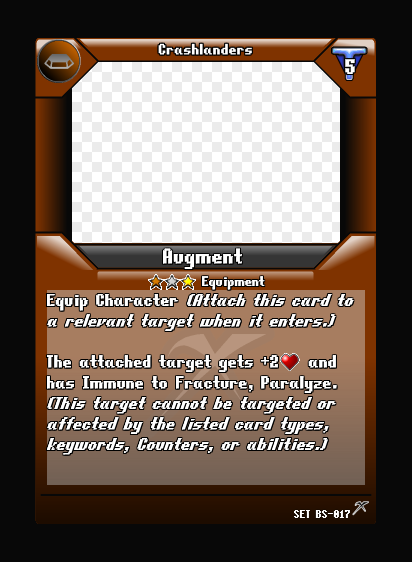 Crashlanders
5
Augment
Equipment
Equip Character (Attach this card to
a relevant target when it enters.)
The attached target gets +2 and
has Immune to Fracture, Paralyze.
(This target cannot be targeted or
affected by the listed card types,
keywords, Counters, or abilities.)
SET BS-017